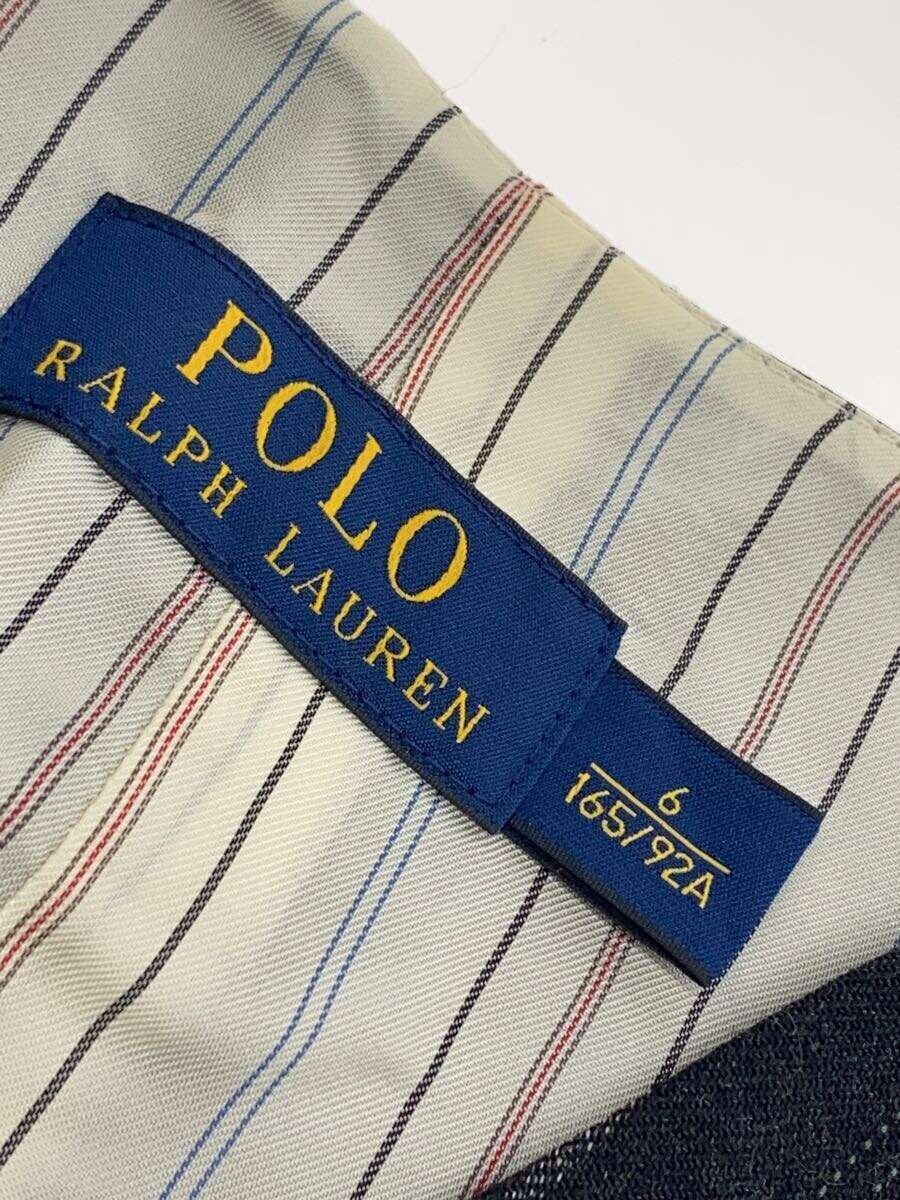 POLO
RALPH LAUREN
6
165/92A